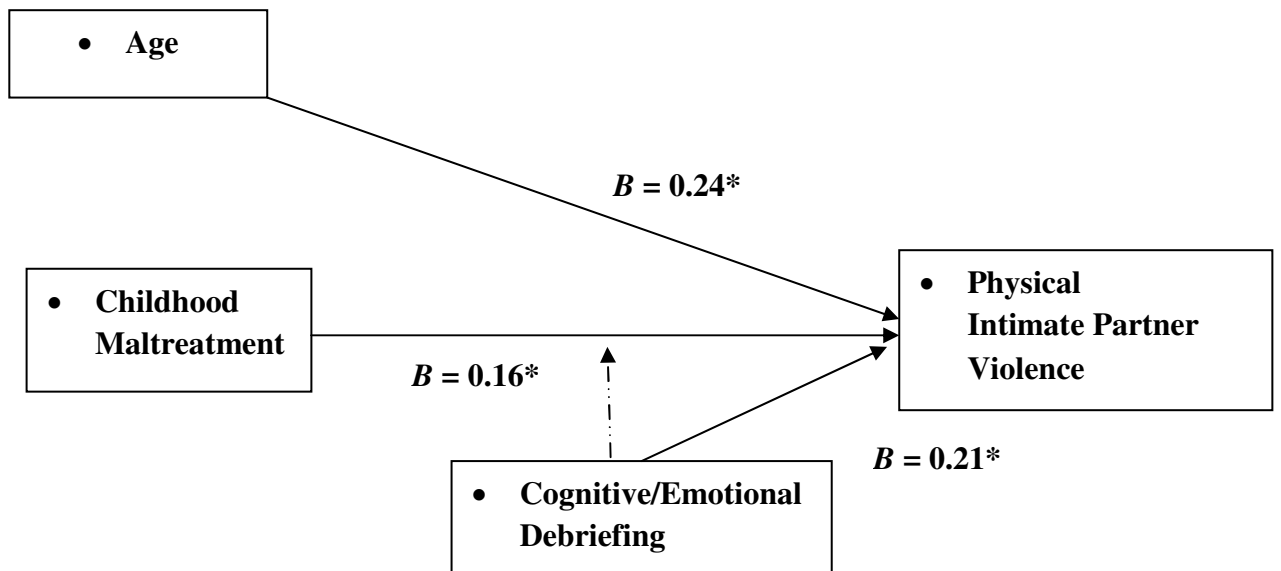 • Age
B = 0.24*
• Childhood
Maltreatment
• Physical
Intimate Partner
Violence
B = 0.16*
B = 0.21*
• Cognitive/Emotional
Debriefing